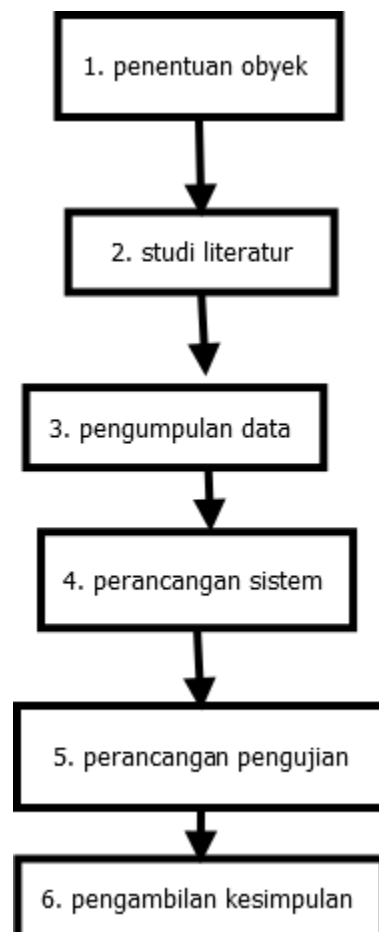 1. penentuan obyek
2. studi literatur
3. pengumpulan data
4. perancangan sistem
5. perancangan pengujian
6. pengambilan kesimpulan